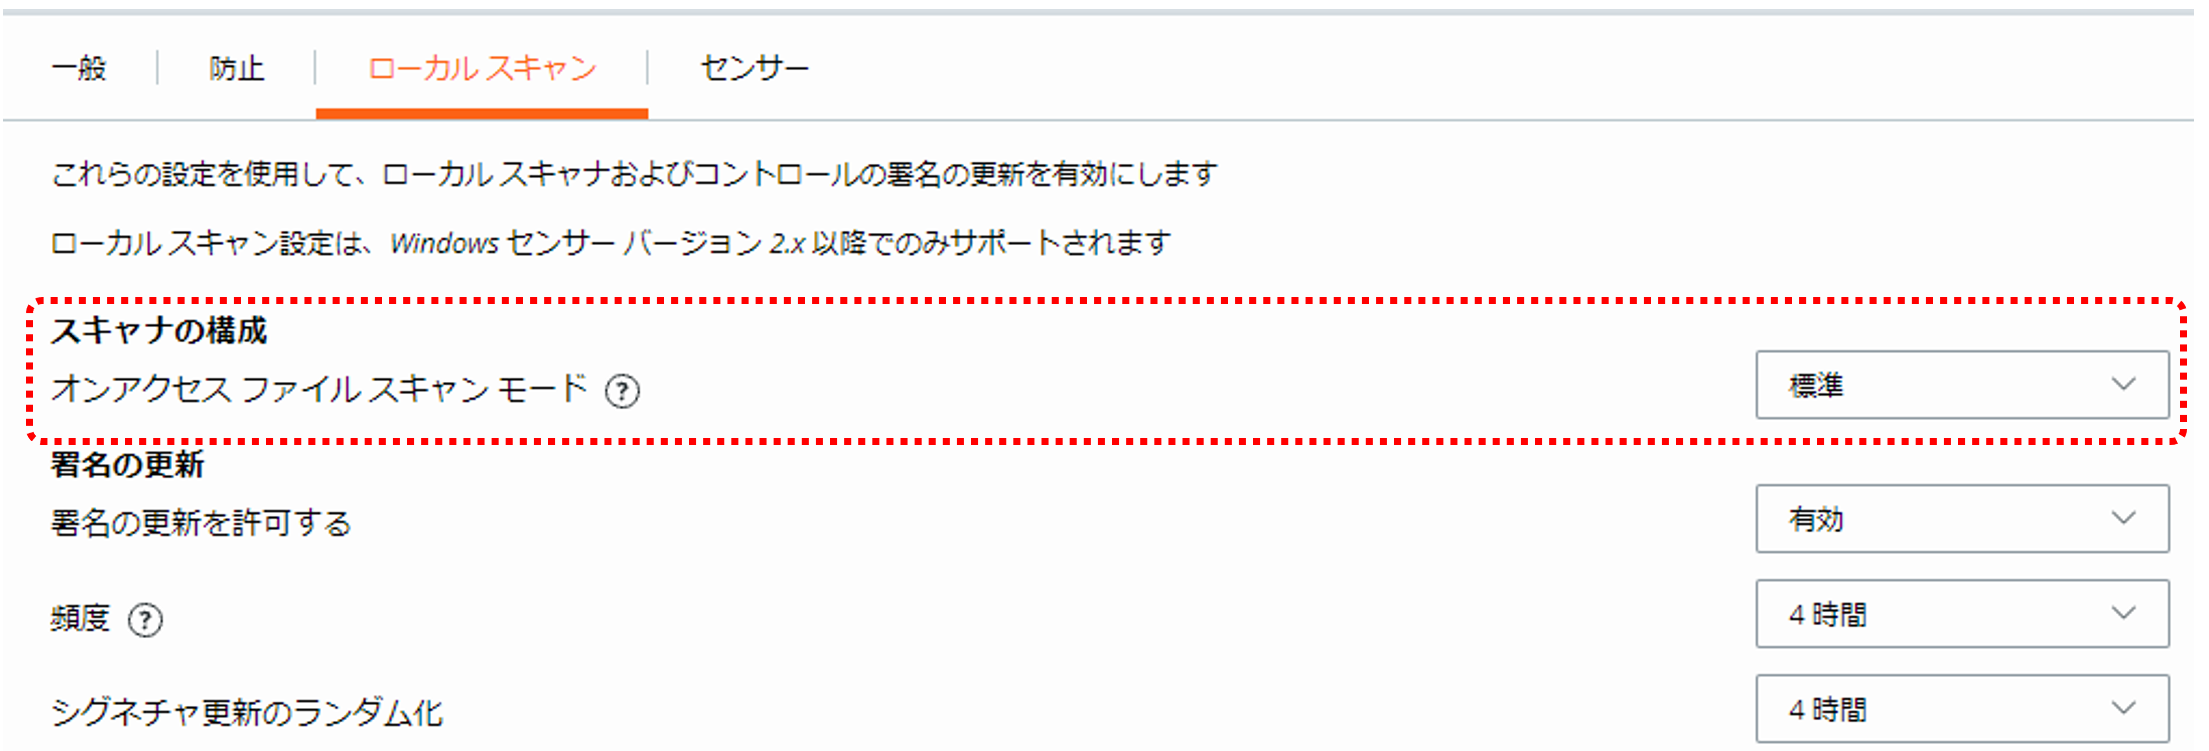 一般 防止 ローカル スキャン センサー
これらの設定を使用して、ローカル スキャナおよびコントロールの署名の更新を有効にします
ローカル スキャン設定は、Windows センサー バージョン 2.x 以降でのみサポートされます
スキャナの構成
オンアクセス ファイル スキャン モード ? 標準
署名の更新
署名の更新を許可する 有効
頻度 ? 4 時間
シグネチャ更新のランダム化 4 時間